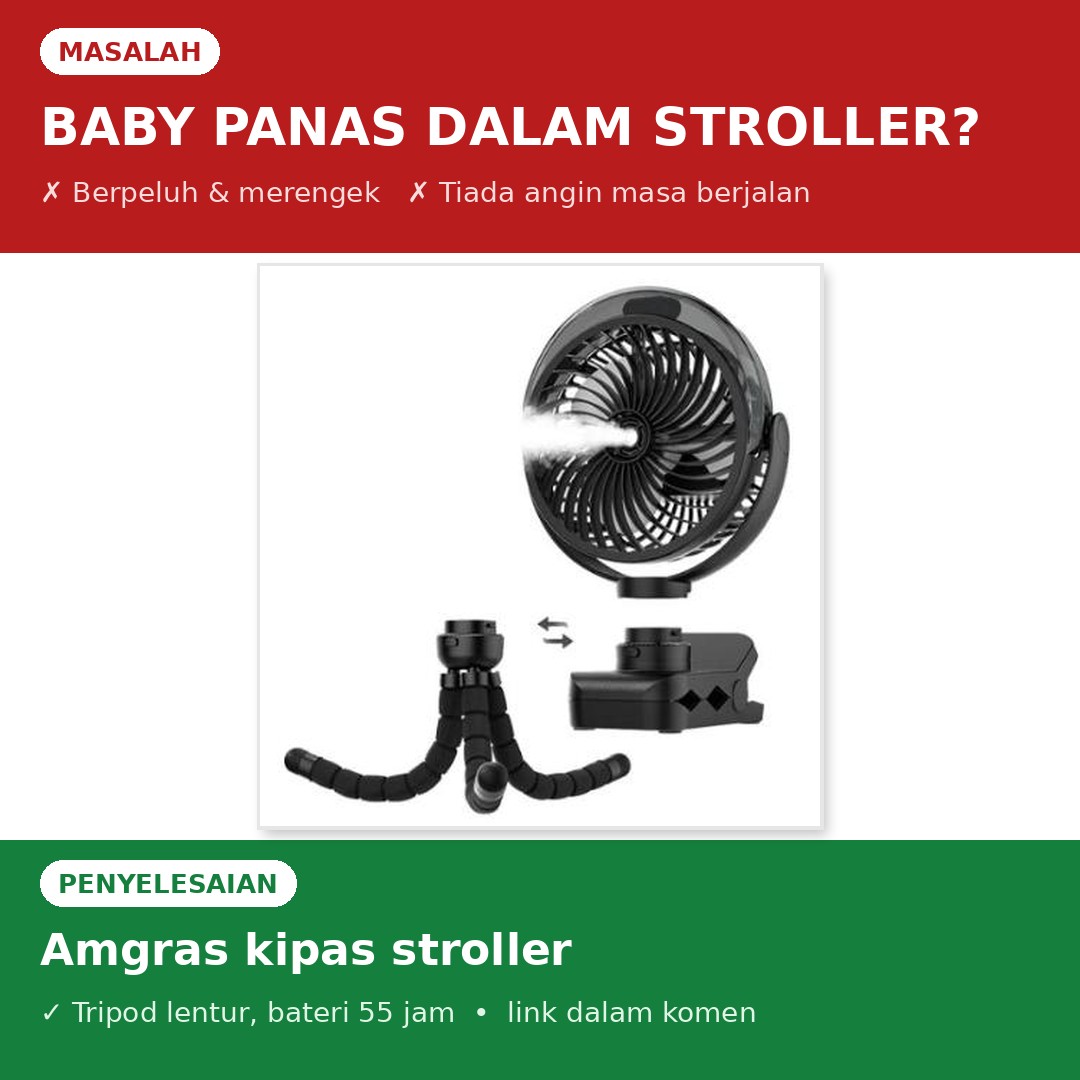 MASALAH
BABY PANAS DALAM STROLLER?
✗ Berpeluh & merengek ✗ Tiada angin masa berjalan
PENYELESAIAN
Amgras kipas stroller
✓ Tripod lentur, bateri 55 jam • link dalam komen